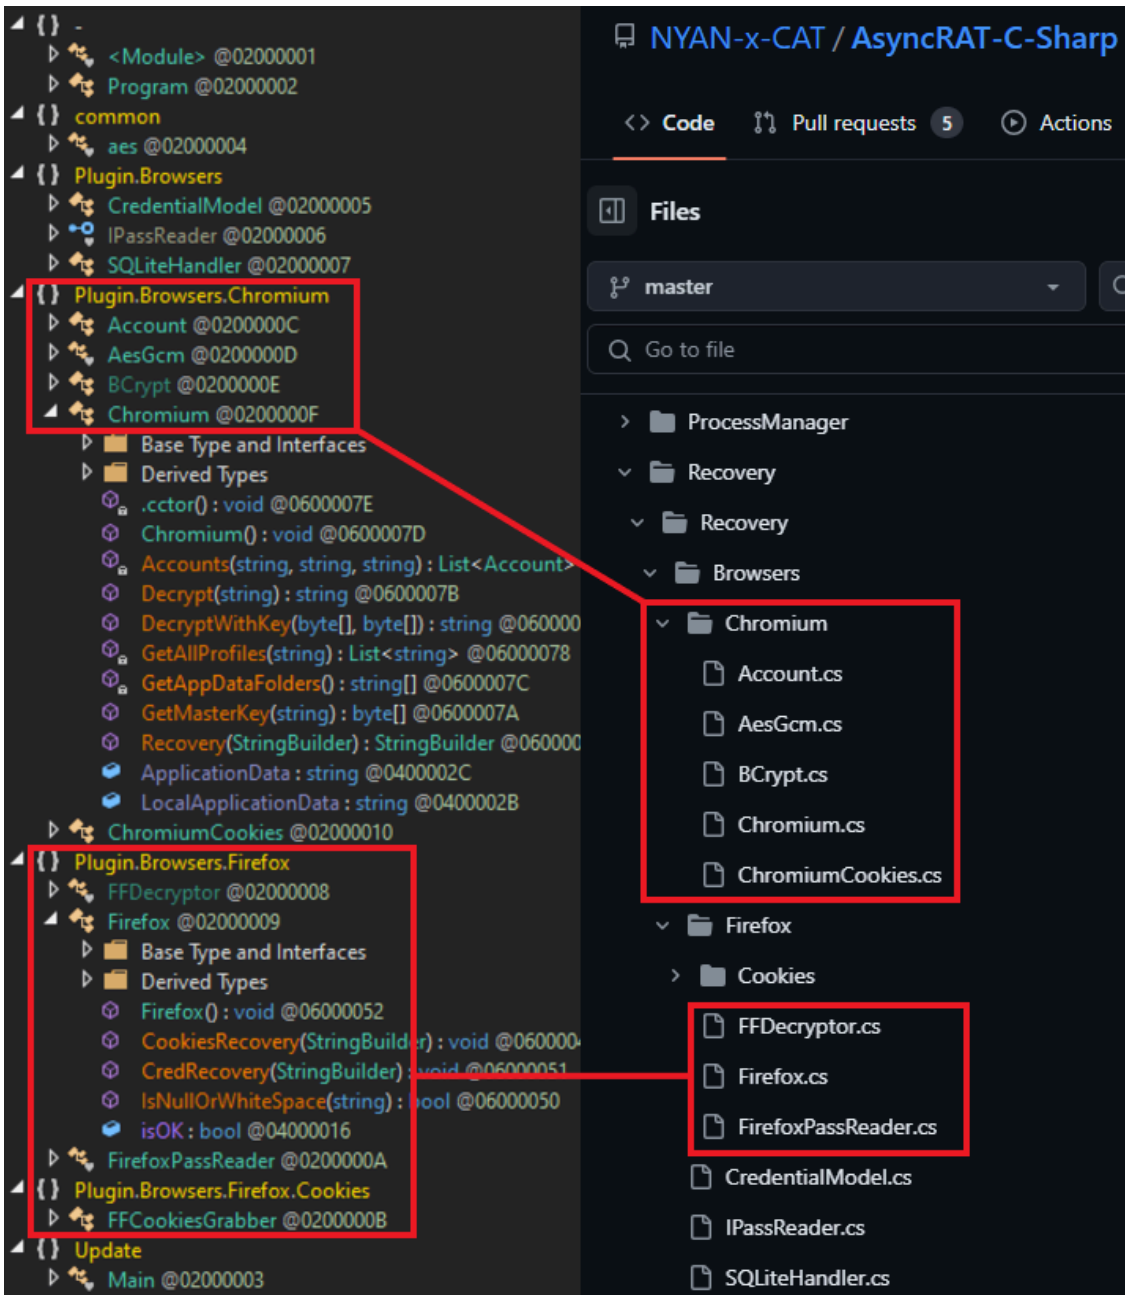 { } -
<Module> @02000001
Program @02000002
{ } common
aes @02000004
{ } Plugin.Browsers
CredentialModel @02000005
IPassReader @02000006
SQLiteHandler @02000007
{ } Plugin.Browsers.Chromium
Account @0200000C
AesGcm @0200000D
BCrypt @0200000E
Chromium @0200000F
Base Type and Interfaces
Derived Types
.cctor() : void @0600007E
Chromium() : void @0600007D
Accounts(string, string, string) : List<Account>
Decrypt(string) : string @0600007B
DecryptWithKey(byte[], byte[]) : string @060000
GetAllProfiles(string) : List<string> @06000078
GetAppDataFolders() : string[] @0600007C
GetMasterKey(string) : byte[] @0600007A
Recovery(StringBuilder) : StringBuilder @060000
ApplicationData : string @0400002C
LocalApplicationData : string @0400002B
ChromiumCookies @02000010
{ } Plugin.Browsers.Firefox
FFDecryptor @02000008
Firefox @02000009
Base Type and Interfaces
Derived Types
Firefox() : void @06000052
CookiesRecovery(StringBuilder) : void @0600004
CredRecovery(StringBuilder) : void @06000051
IsNullOrWhiteSpace(string) : bool @06000050
isOK : bool @04000016
FirefoxPassReader @0200000A
{ } Plugin.Browsers.Firefox.Cookies
FFCookiesGrabber @0200000B
{ } Update
Main @02000003
NYAN-x-CAT / AsyncRAT-C-Sharp
Code Pull requests 5 Actions
Files
master
Go to file
ProcessManager
Recovery
Recovery
Browsers
Chromium
Account.cs
AesGcm.cs
BCrypt.cs
Chromium.cs
ChromiumCookies.cs
Firefox
Cookies
FFDecryptor.cs
Firefox.cs
FirefoxPassReader.cs
CredentialModel.cs
IPassReader.cs
SQLiteHandler.cs